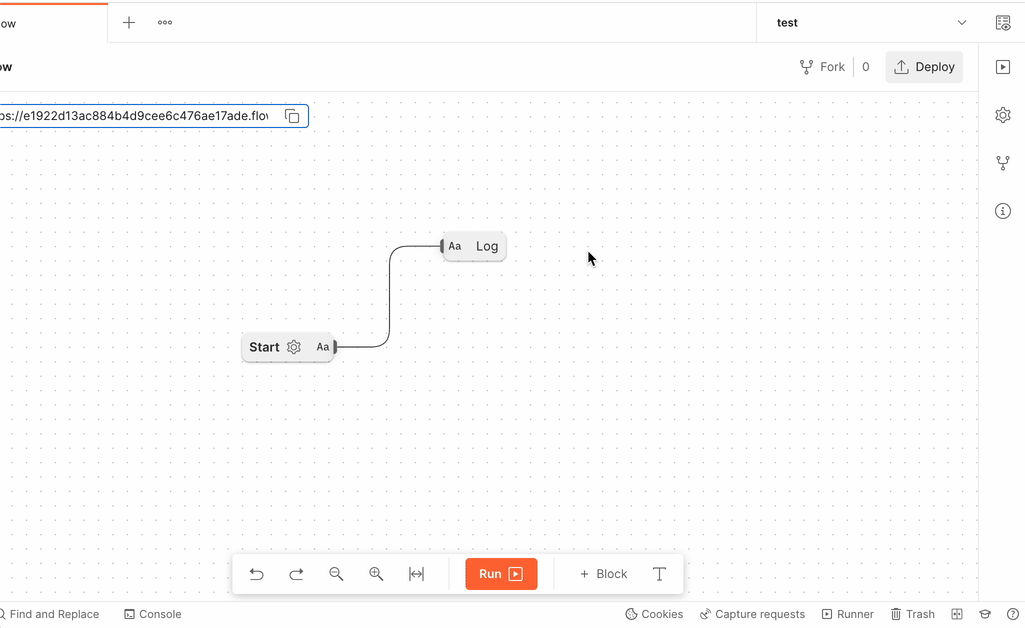 ow
test
ow
Fork 0 Deploy
ps://e1922d13ac884b4d9cee6c476ae17ade.flow
Aa Log
Start Aa
Run
+ Block T
Find and Replace Console Cookies Capture requests Runner Trash